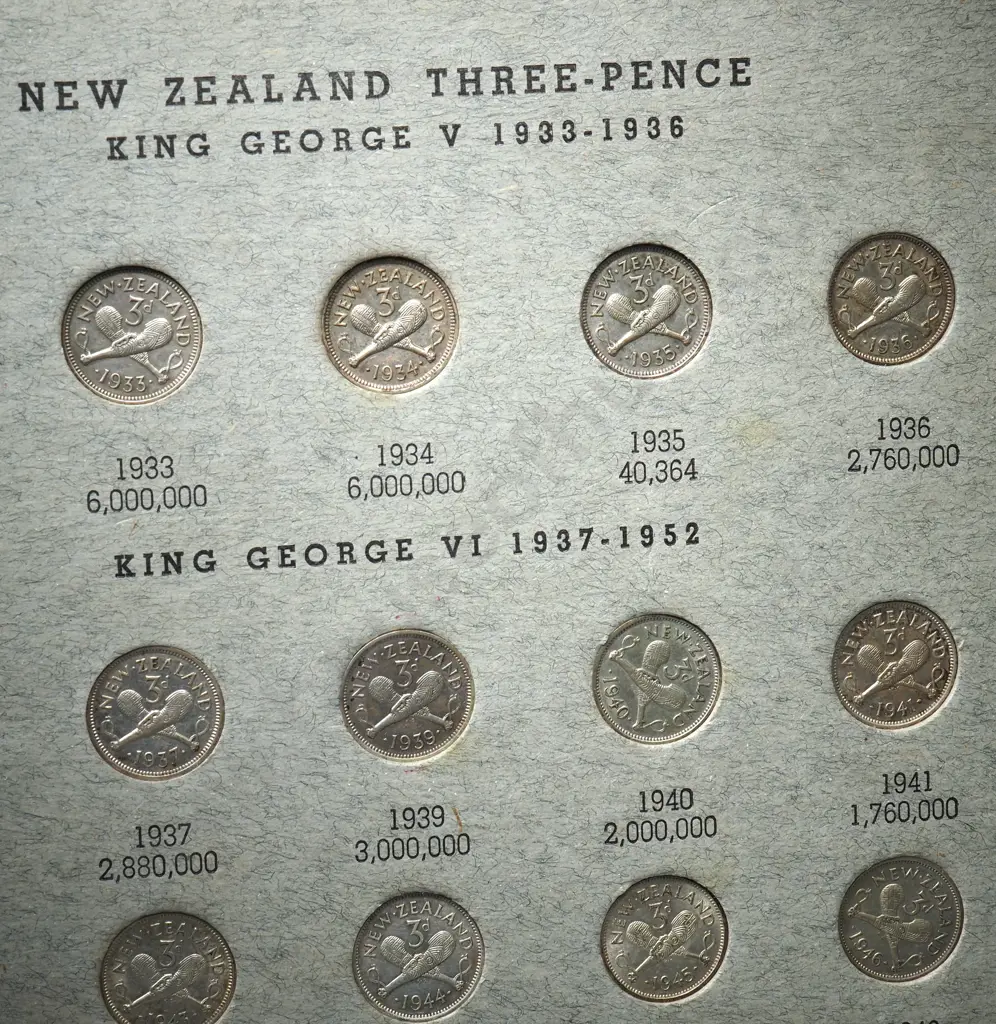 NEW ZEALAND THREE-PENCE
KING GEORGE V 1933-1936
NEW·ZEALAND
3d
·1933·
NEW·ZEALAND
3d
·1934·
NEW·ZEALAND
3d
·1935·
NEW·ZEALAND
3d
·1936·
1933
6,000,000
1934
6,000,000
1935
40,364
1936
2,760,000
KING GEORGE VI 1937-1952
NEW·ZEALAND
3d
·1937·
NEW·ZEALAND
3d
·1939·
NEW·ZEALAND
3d
·1940·
NEW·ZEALAND
3d
·1941·
1937
2,880,000
1939
3,000,000
1940
2,000,000
1941
1,760,000
NEW·ZEALAND
3d
NEW·ZEALAND
3d
·1944·
NEW·ZEALAND
3d
NEW·ZEALAND
3d
·1946·